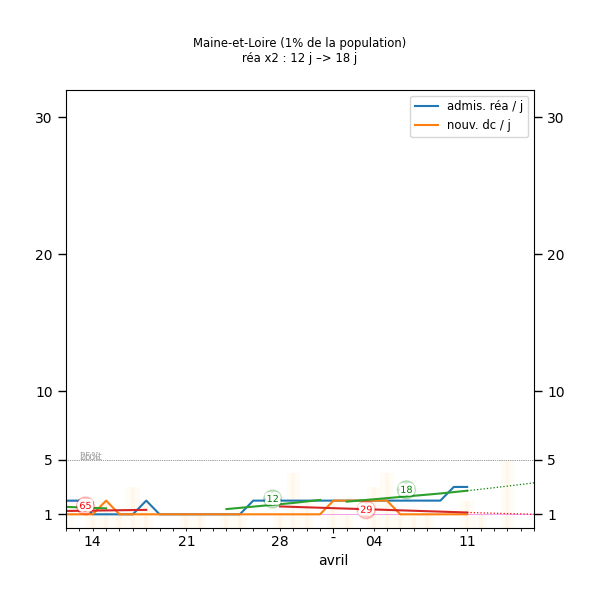 Maine-et-Loire (1% de la population)
réa x2 : 12 j –> 18 j
admis. réa / j
nouv. dc / j
30 30
20 20
10 10
5 5
1 1
65
12
18
29
14 21 28 - 04 11
avril